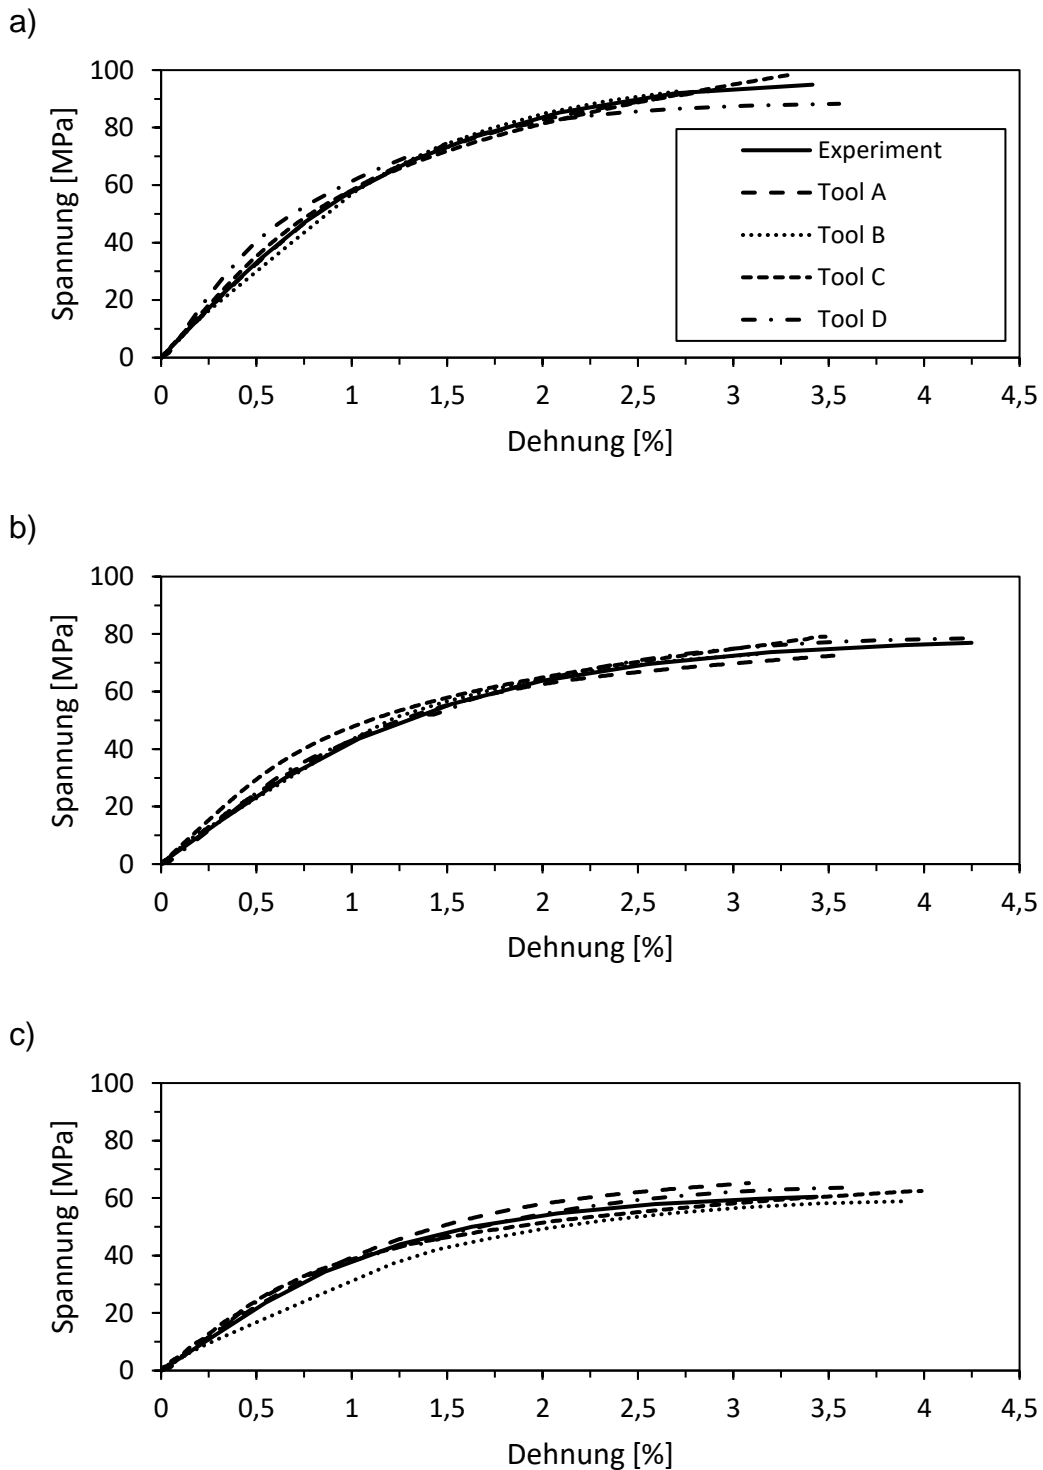 a)
100
80
60
40
20
0
Spannung [MPa]
Experiment
Tool A
Tool B
Tool C
Tool D
0 0,5 1 1,5 2 2,5 3 3,5 4 4,5
Dehnung [%]
b)
100
80
60
40
20
0
Spannung [MPa]
0 0,5 1 1,5 2 2,5 3 3,5 4 4,5
Dehnung [%]
c)
100
80
60
40
20
0
Spannung [MPa]
0 0,5 1 1,5 2 2,5 3 3,5 4 4,5
Dehnung [%]